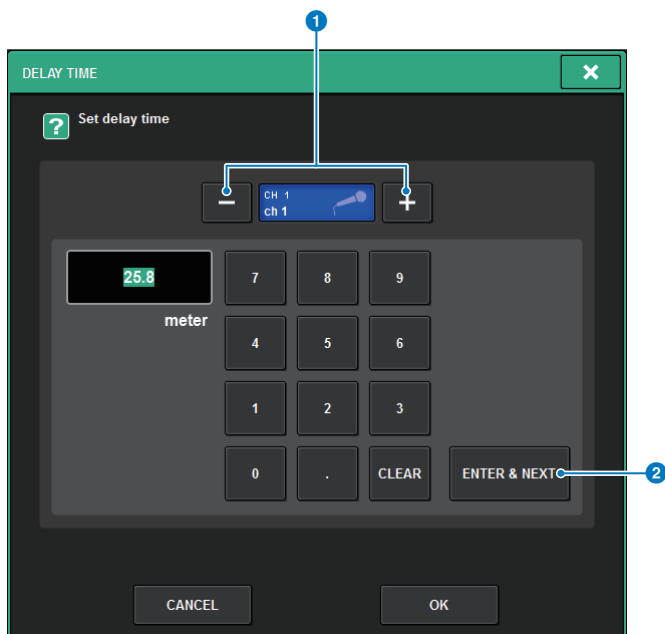 1
DELAY TIME
?
Set delay time
CH 1
ch 1
25.8
meter
7 8 9
4 5 6
1 2 3
0 . CLEAR ENTER & NEXT
2
CANCEL OK